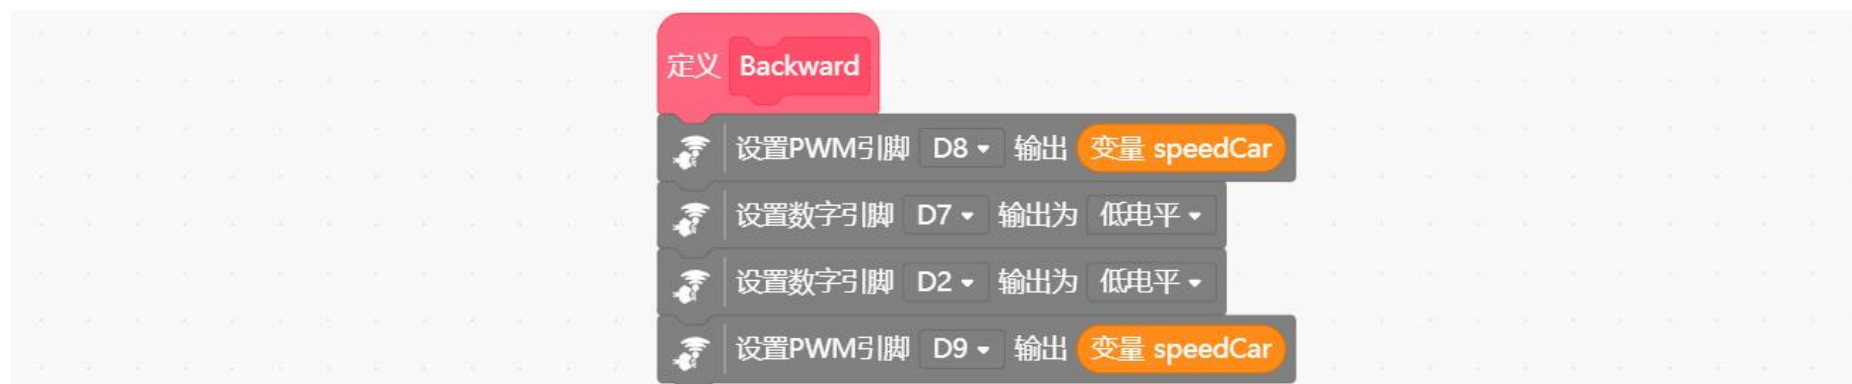 定义 Backward
设置PWM引脚 D8 输出 变量 speedCar
设置数字引脚 D7 输出为 低电平
设置数字引脚 D2 输出为 低电平
设置PWM引脚 D9 输出 变量 speedCar